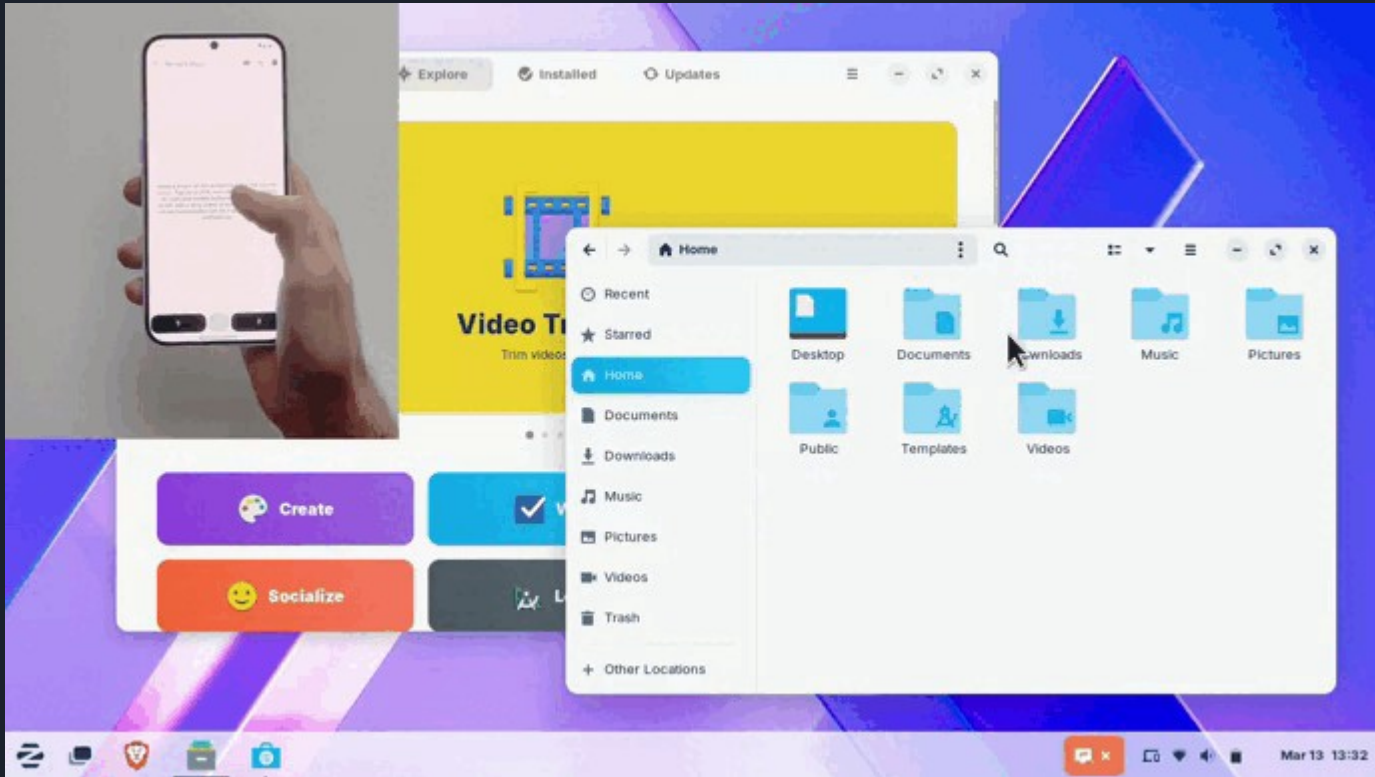 Explore
Installed
Updates
Video Tr
Trim videos
Create
Socialize
Home
Recent
Starred
Home
Documents
Downloads
Music
Pictures
Videos
Trash
Other Locations
Desktop
Documents
wnloads
Music
Pictures
Public
Templates
Videos
Mar 13 13:32